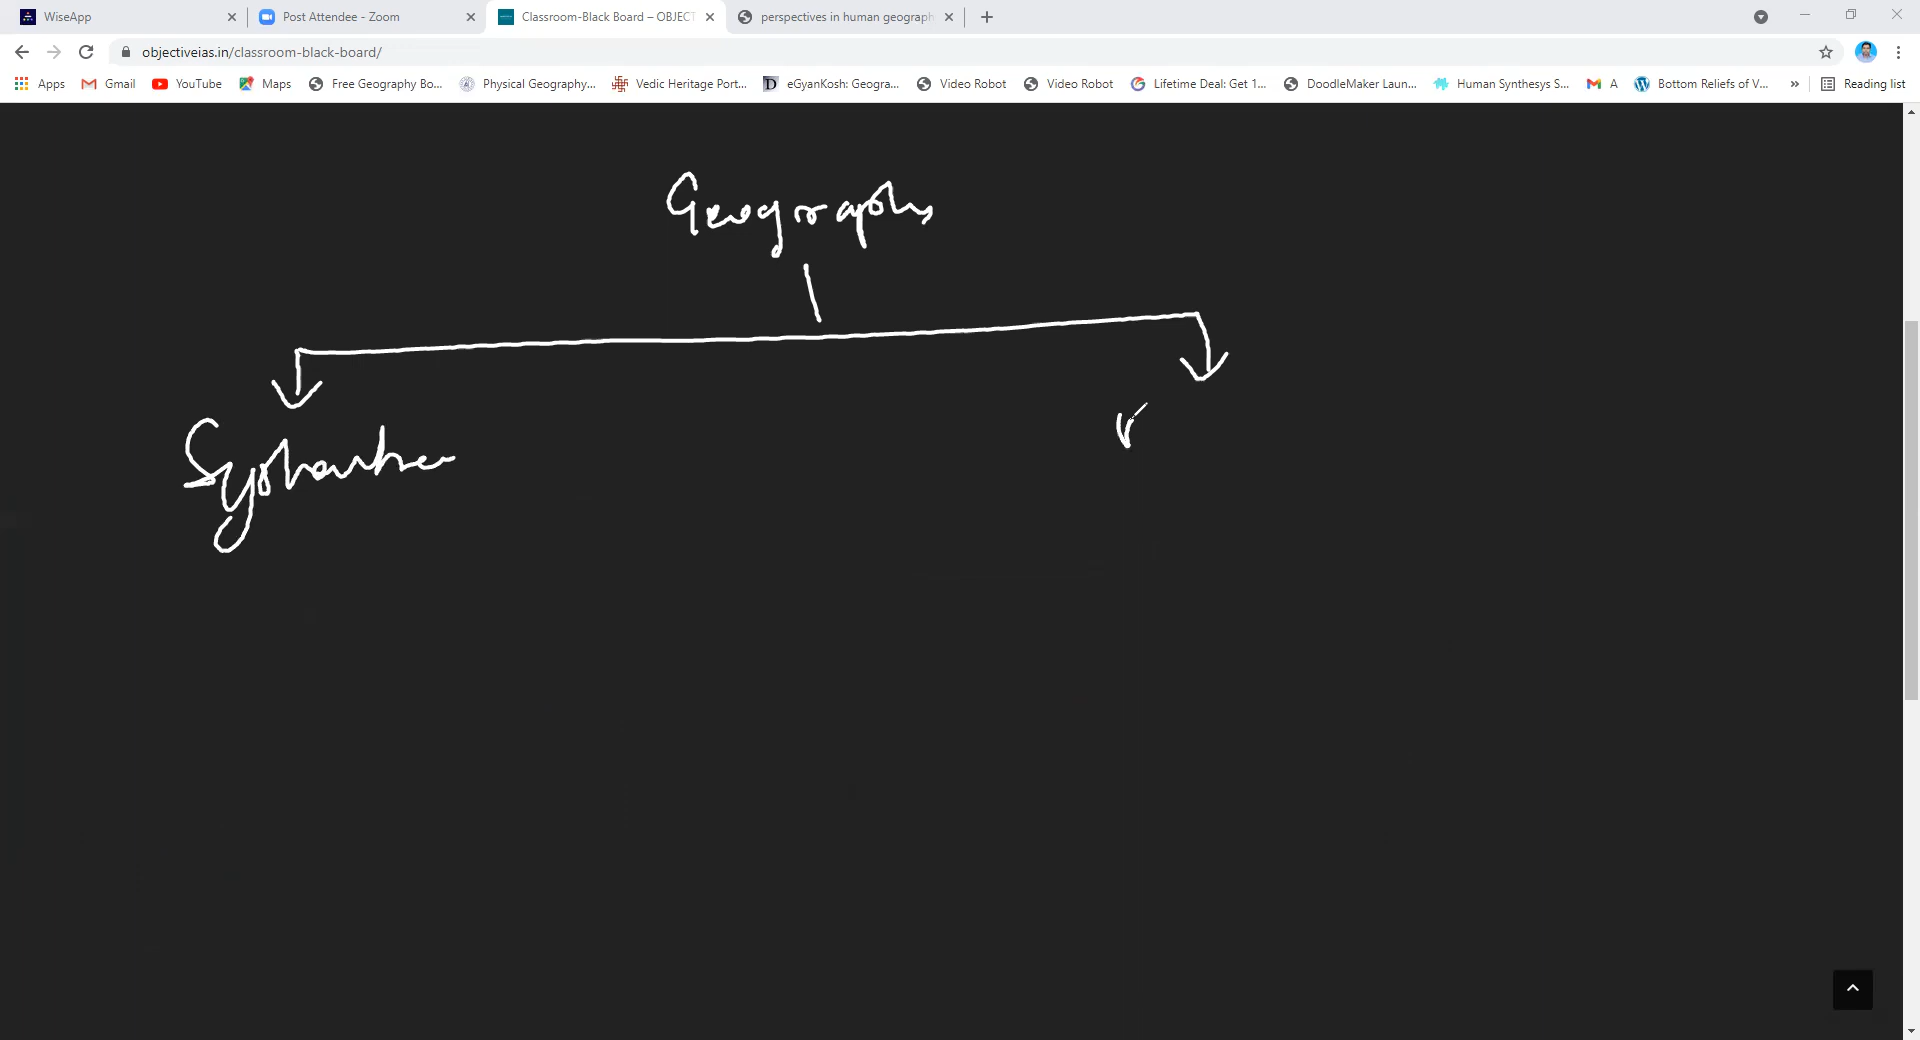 WiseApp
Post Attendee - Zoom
Classroom-Black Board – OBJECT
perspectives in human geograph
objectiveias.in/classroom-black-board/
Apps
Gmail
YouTube
Maps
Free Geography Bo...
Physical Geography...
Vedic Heritage Port...
eGyanKosh: Geogra...
Video Robot
Video Robot
Lifetime Deal: Get 1...
DoodleMaker Laun...
Human Synthesys S...
A
Bottom Reliefs of V...
»
Reading list